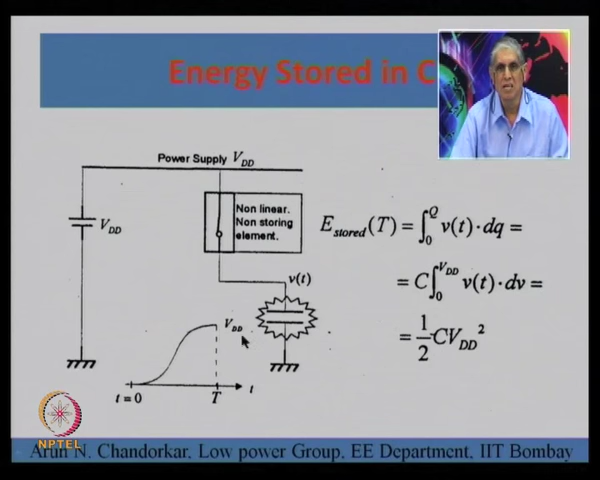 Energy Stored in C
Power Supply V_DD
Non linear.
Non storing
element.
V_DD
E_stored(T) = ∫_0^Q v(t)·dq =
v(t)
= C∫_0^{V_DD} v(t)·dv =
V_DD
= 1/2 CV_DD^2
t = 0
T
t
NPTEL
Arun N. Chandorkar, Low power Group, EE Department, IIT Bombay